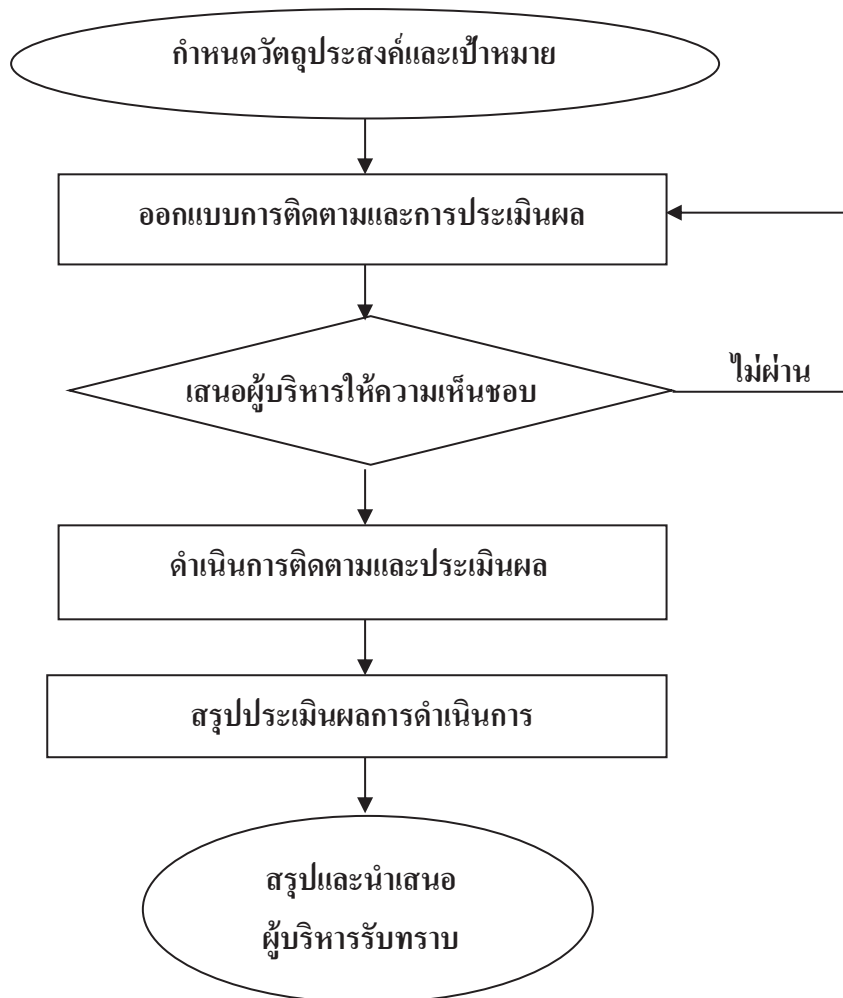 กำหนดวัตถุประสงค์และเป้าหมาย
ออกแบบการติดตามและการประเมินผล
เสนอผู้บริหารให้ความเห็นชอบ
ไม่ผ่าน
ดำเนินการติดตามและประเมินผล
สรุปประเมินผลการดำเนินการ
สรุปและนำเสนอ
ผู้บริหารรับทราบ